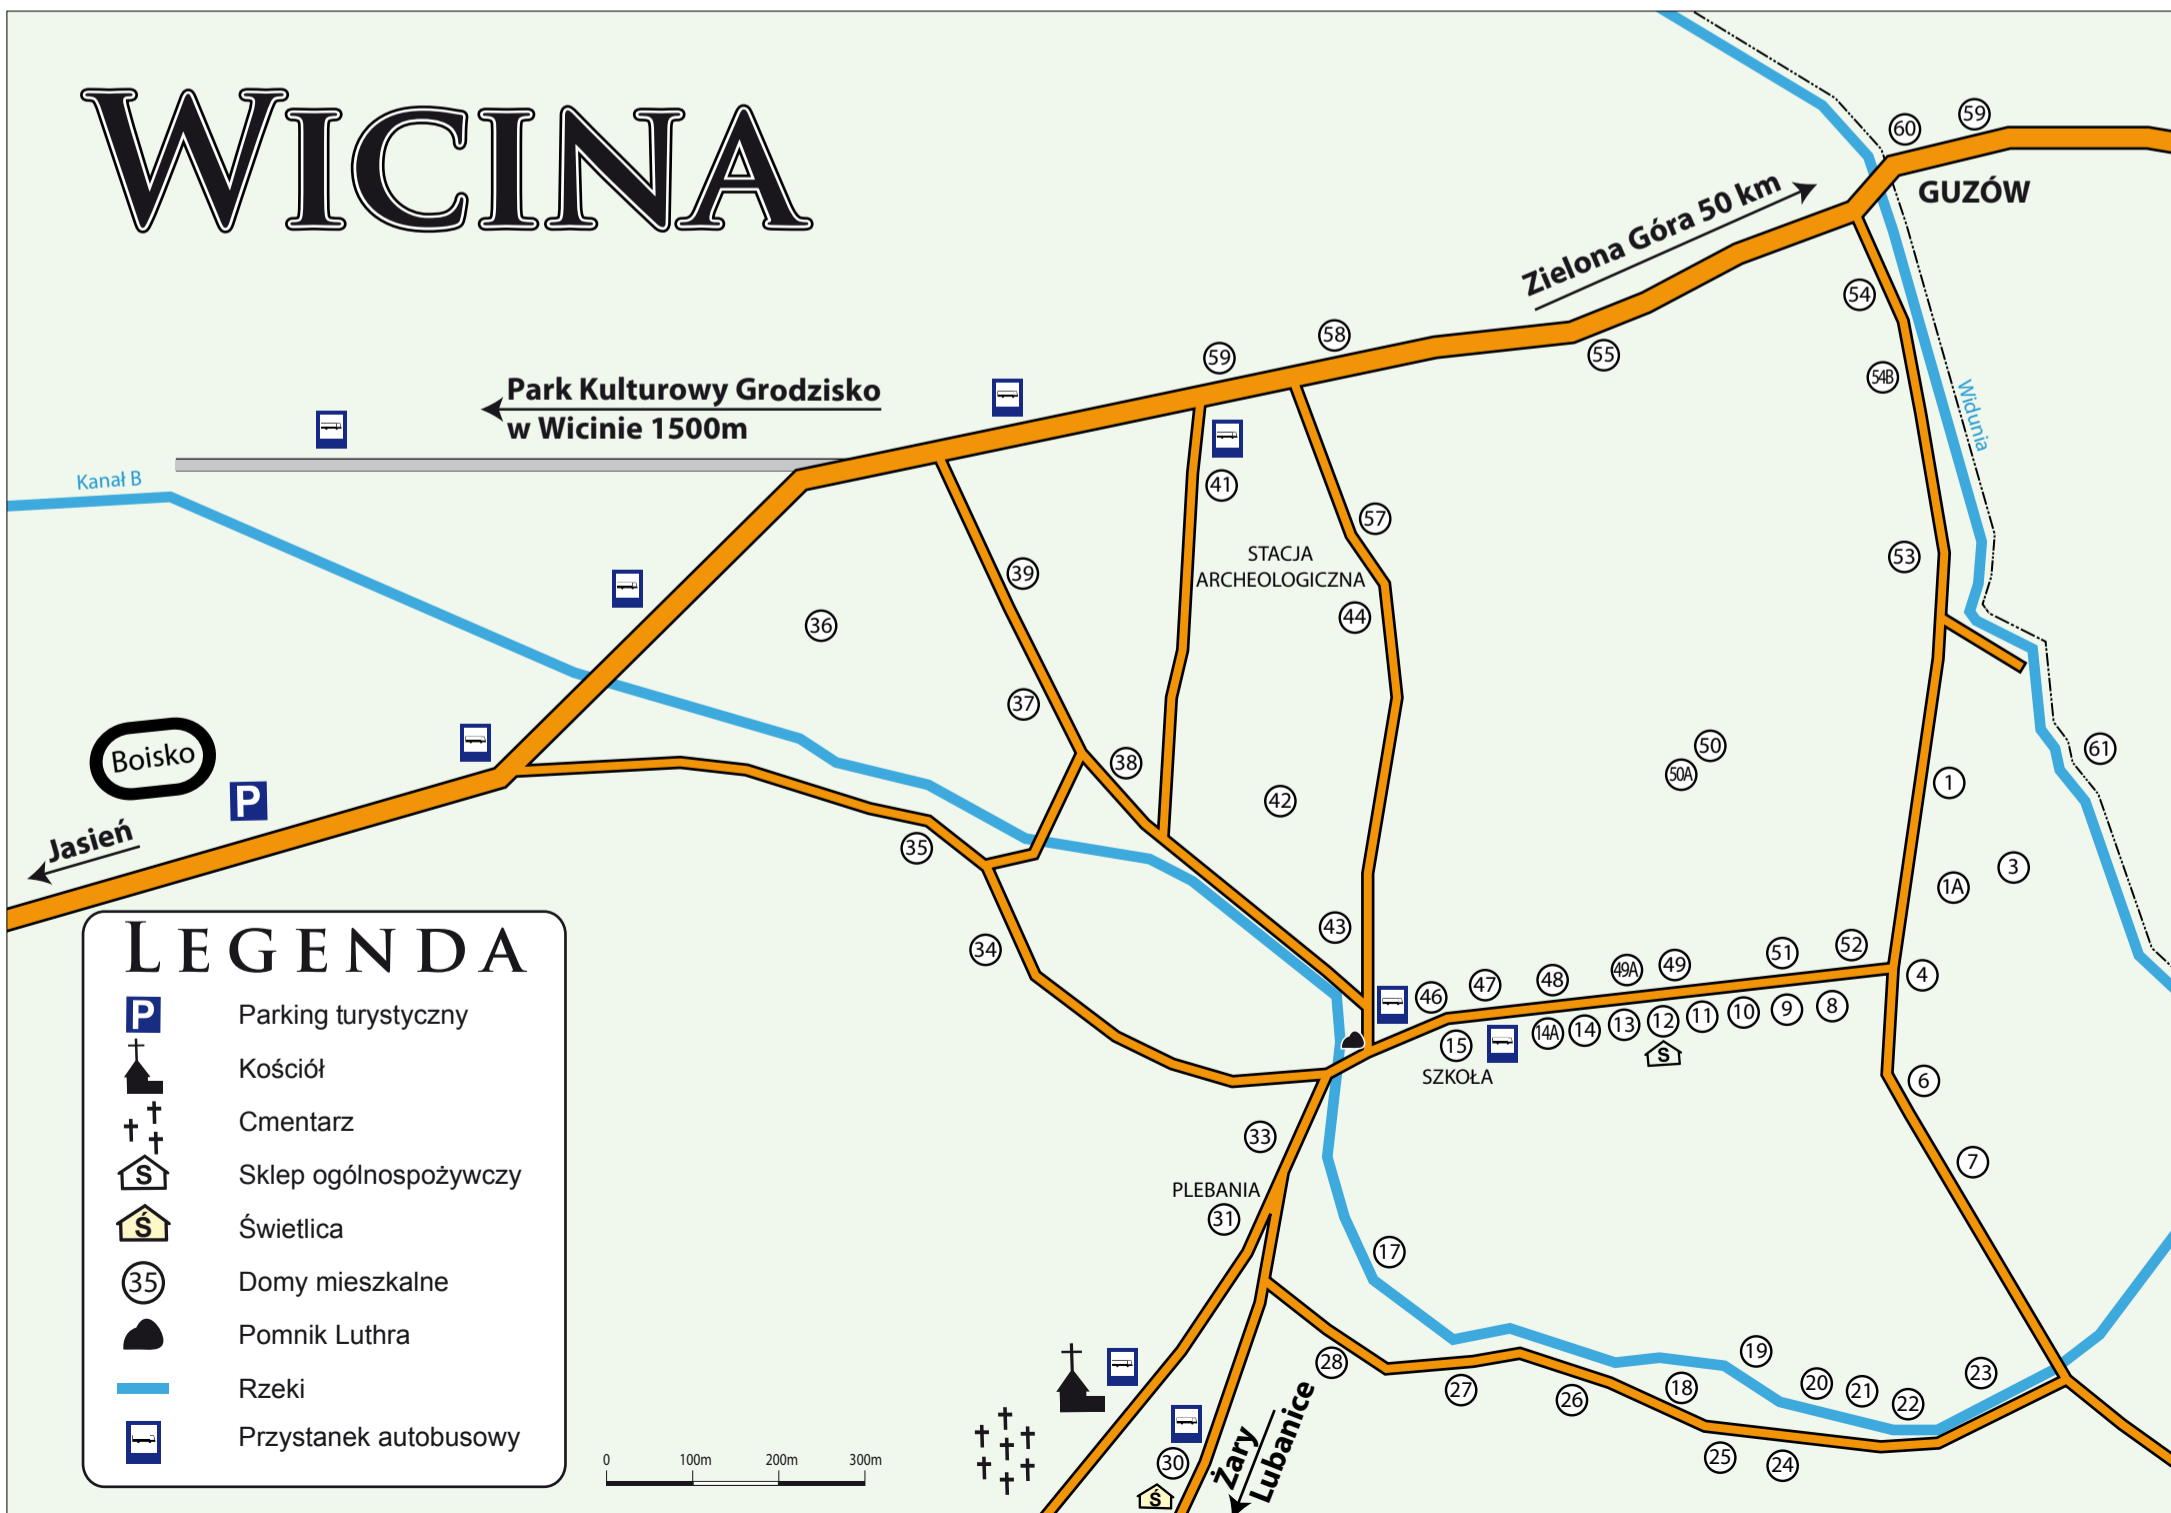 WICINA
60
59
GUZÓW
Zielona Góra 50 km
54
58
59
55
54B
Widunia
Park Kulturowy Grodzisko
w Wicinie 1500m
Kanał B
41
57
STACJA
ARCHEOLOGICZNA
53
39
44
36
37
38
50
50A
61
Boisko
P
1
42
Jasień
35
3
1A
43
34
52
51
49
49A
48
47
46
4
15
14A
14
13
12
11
10
9
8
S
SZKOŁA
6
33
7
PLEBANIA
31
17
28
27
26
18
19
20
21
22
23
25
24
30
Ś
Żary
Lubanice
LEGENDA
P Parking turystyczny
Kościół
Cmentarz
S Sklep ogólnospożywczy
Ś Świetlica
35 Domy mieszkalne
Pomnik Luthra
Rzeki
Przystanek autobusowy
0 100m 200m 300m